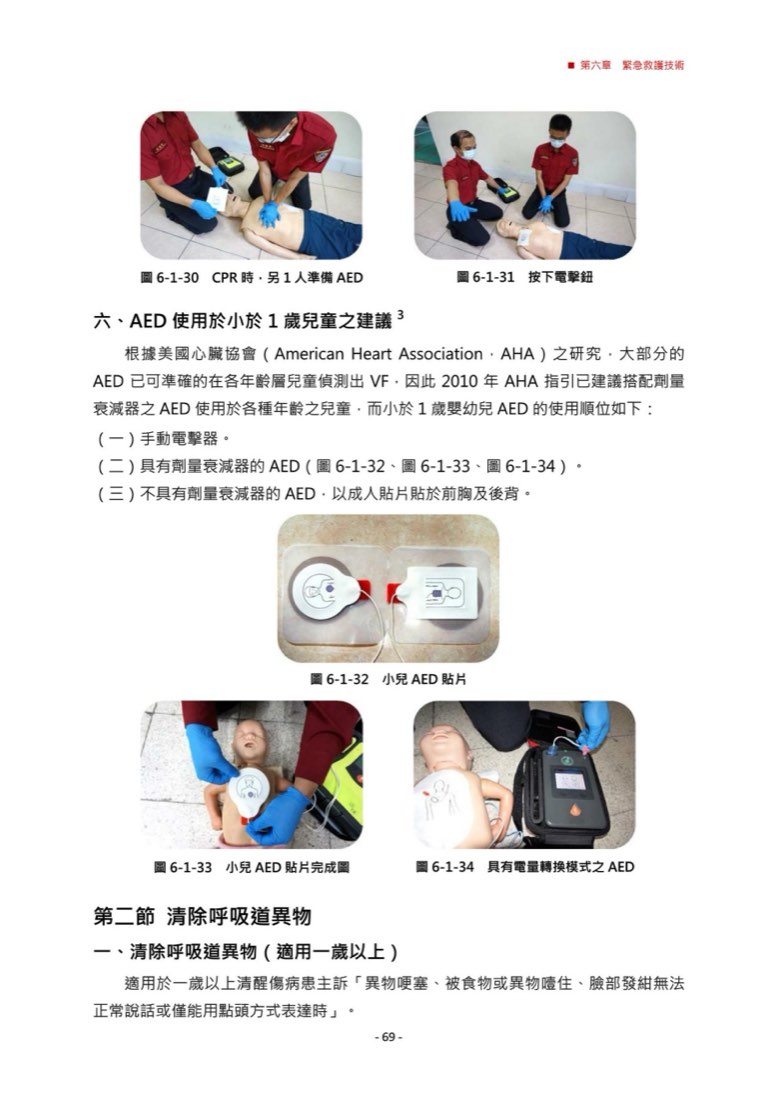 ■ 第六章　緊急救護技術
圖 6-1-30　CPR 時，另 1 人準備 AED
圖 6-1-31　按下電擊鈕
六、AED 使用於小於 1 歲兒童之建議 3
根據美國心臟協會（American Heart Association，AHA）之研究，大部分的
AED 已可準確的在各年齡層兒童偵測出 VF，因此 2010 年 AHA 指引已建議搭配劑量
衰減器之 AED 使用於各種年齡之兒童，而小於 1 歲嬰幼兒 AED 的使用順位如下：
（一）手動電擊器。
（二）具有劑量衰減器的 AED（圖 6-1-32、圖 6-1-33、圖 6-1-34）。
（三）不具有劑量衰減器的 AED，以成人貼片貼於前胸及後背。
圖 6-1-32　小兒 AED 貼片
圖 6-1-33　小兒 AED 貼片完成圖
圖 6-1-34　具有電量轉換模式之 AED
第二節 清除呼吸道異物
一、清除呼吸道異物（適用一歲以上）
適用於一歲以上清醒傷病患主訴「異物哽塞、被食物或異物噎住、臉部發紺無法
正常說話或僅能用點頭方式表達時」。
- 69 -